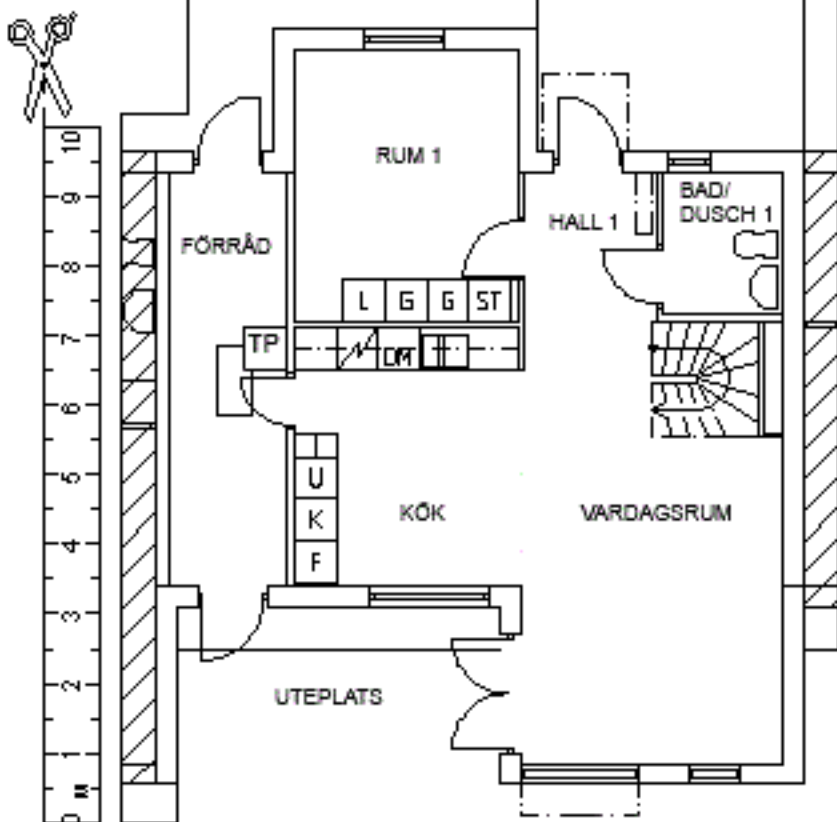 10
9
8
7
6
5
4
3
2
1
M
0
RUM 1
HALL 1
BAD/
DUSCH 1
FÖRRÅD
L G G ST
TP
DM
U
K
F
KÖK
VARDAGSRUM
UTEPLATS